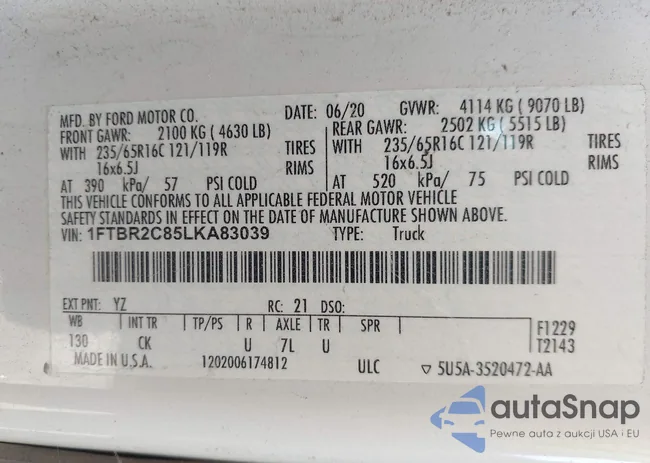 MFD. BY FORD MOTOR CO. DATE: 06/20 GVWR: 4114 KG ( 9070 LB)
FRONT GAWR: 2100 KG ( 4630 LB) REAR GAWR: 2502 KG ( 5515 LB)
WITH 235/65R16C 121/119R TIRES WITH 235/65R16C 121/119R TIRES
16x6.5J RIMS 16x6.5J RIMS
AT 390 kPa/ 57 PSI COLD AT 520 kPa/ 75 PSI COLD
THIS VEHICLE CONFORMS TO ALL APPLICABLE FEDERAL MOTOR VEHICLE
SAFETY STANDARDS IN EFFECT ON THE DATE OF MANUFACTURE SHOWN ABOVE.
VIN: 1FTBR2C85LKA83039 TYPE: Truck
EXT PNT: YZ RC: 21 DSO:
WB INT TR TP/PS R AXLE TR SPR F1229
130 CK U 7L U T2143
MADE IN U.S.A. 1202006174812 ULC ▽ 5U5A-3520472-AA
autaSnap
Pewne auta z aukcji USA i EU